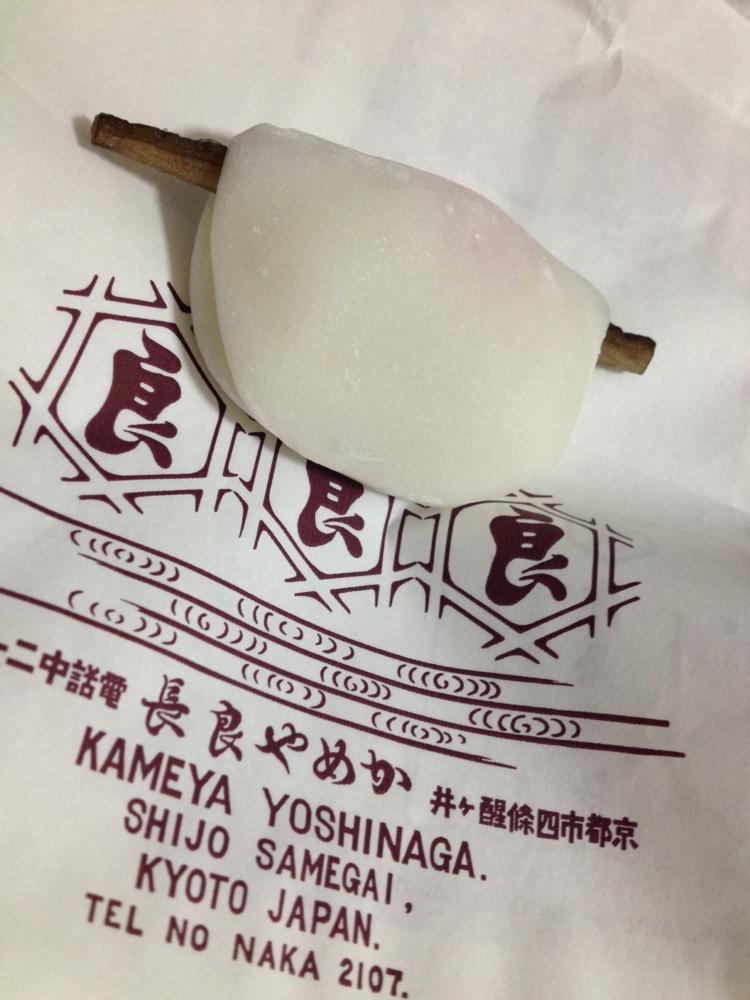 良 良 良
京都市四條醒ヶ井 かめや良長 電話中二一
KAMEYA YOSHINAGA.
SHIJO SAMEGAI,
KYOTO JAPAN.
TEL NO NAKA 2107.